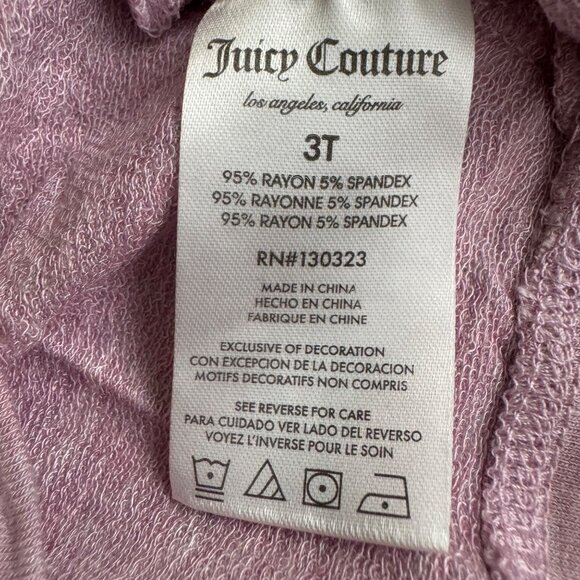 Juicy Couture
los angeles, california
3T
95% RAYON 5% SPANDEX
95% RAYONNE 5% SPANDEX
95% RAYON 5% SPANDEX
RN#130323
MADE IN CHINA
HECHO EN CHINA
FABRIQUE EN CHINE
EXCLUSIVE OF DECORATION
CON EXCEPCION DE LA DECORACION
MOTIFS DECORATIFS NON COMPRIS
SEE REVERSE FOR CARE
PARA CUIDADO VER LADO DEL REVERSO
VOYEZ L'INVERSE POUR LE SOIN